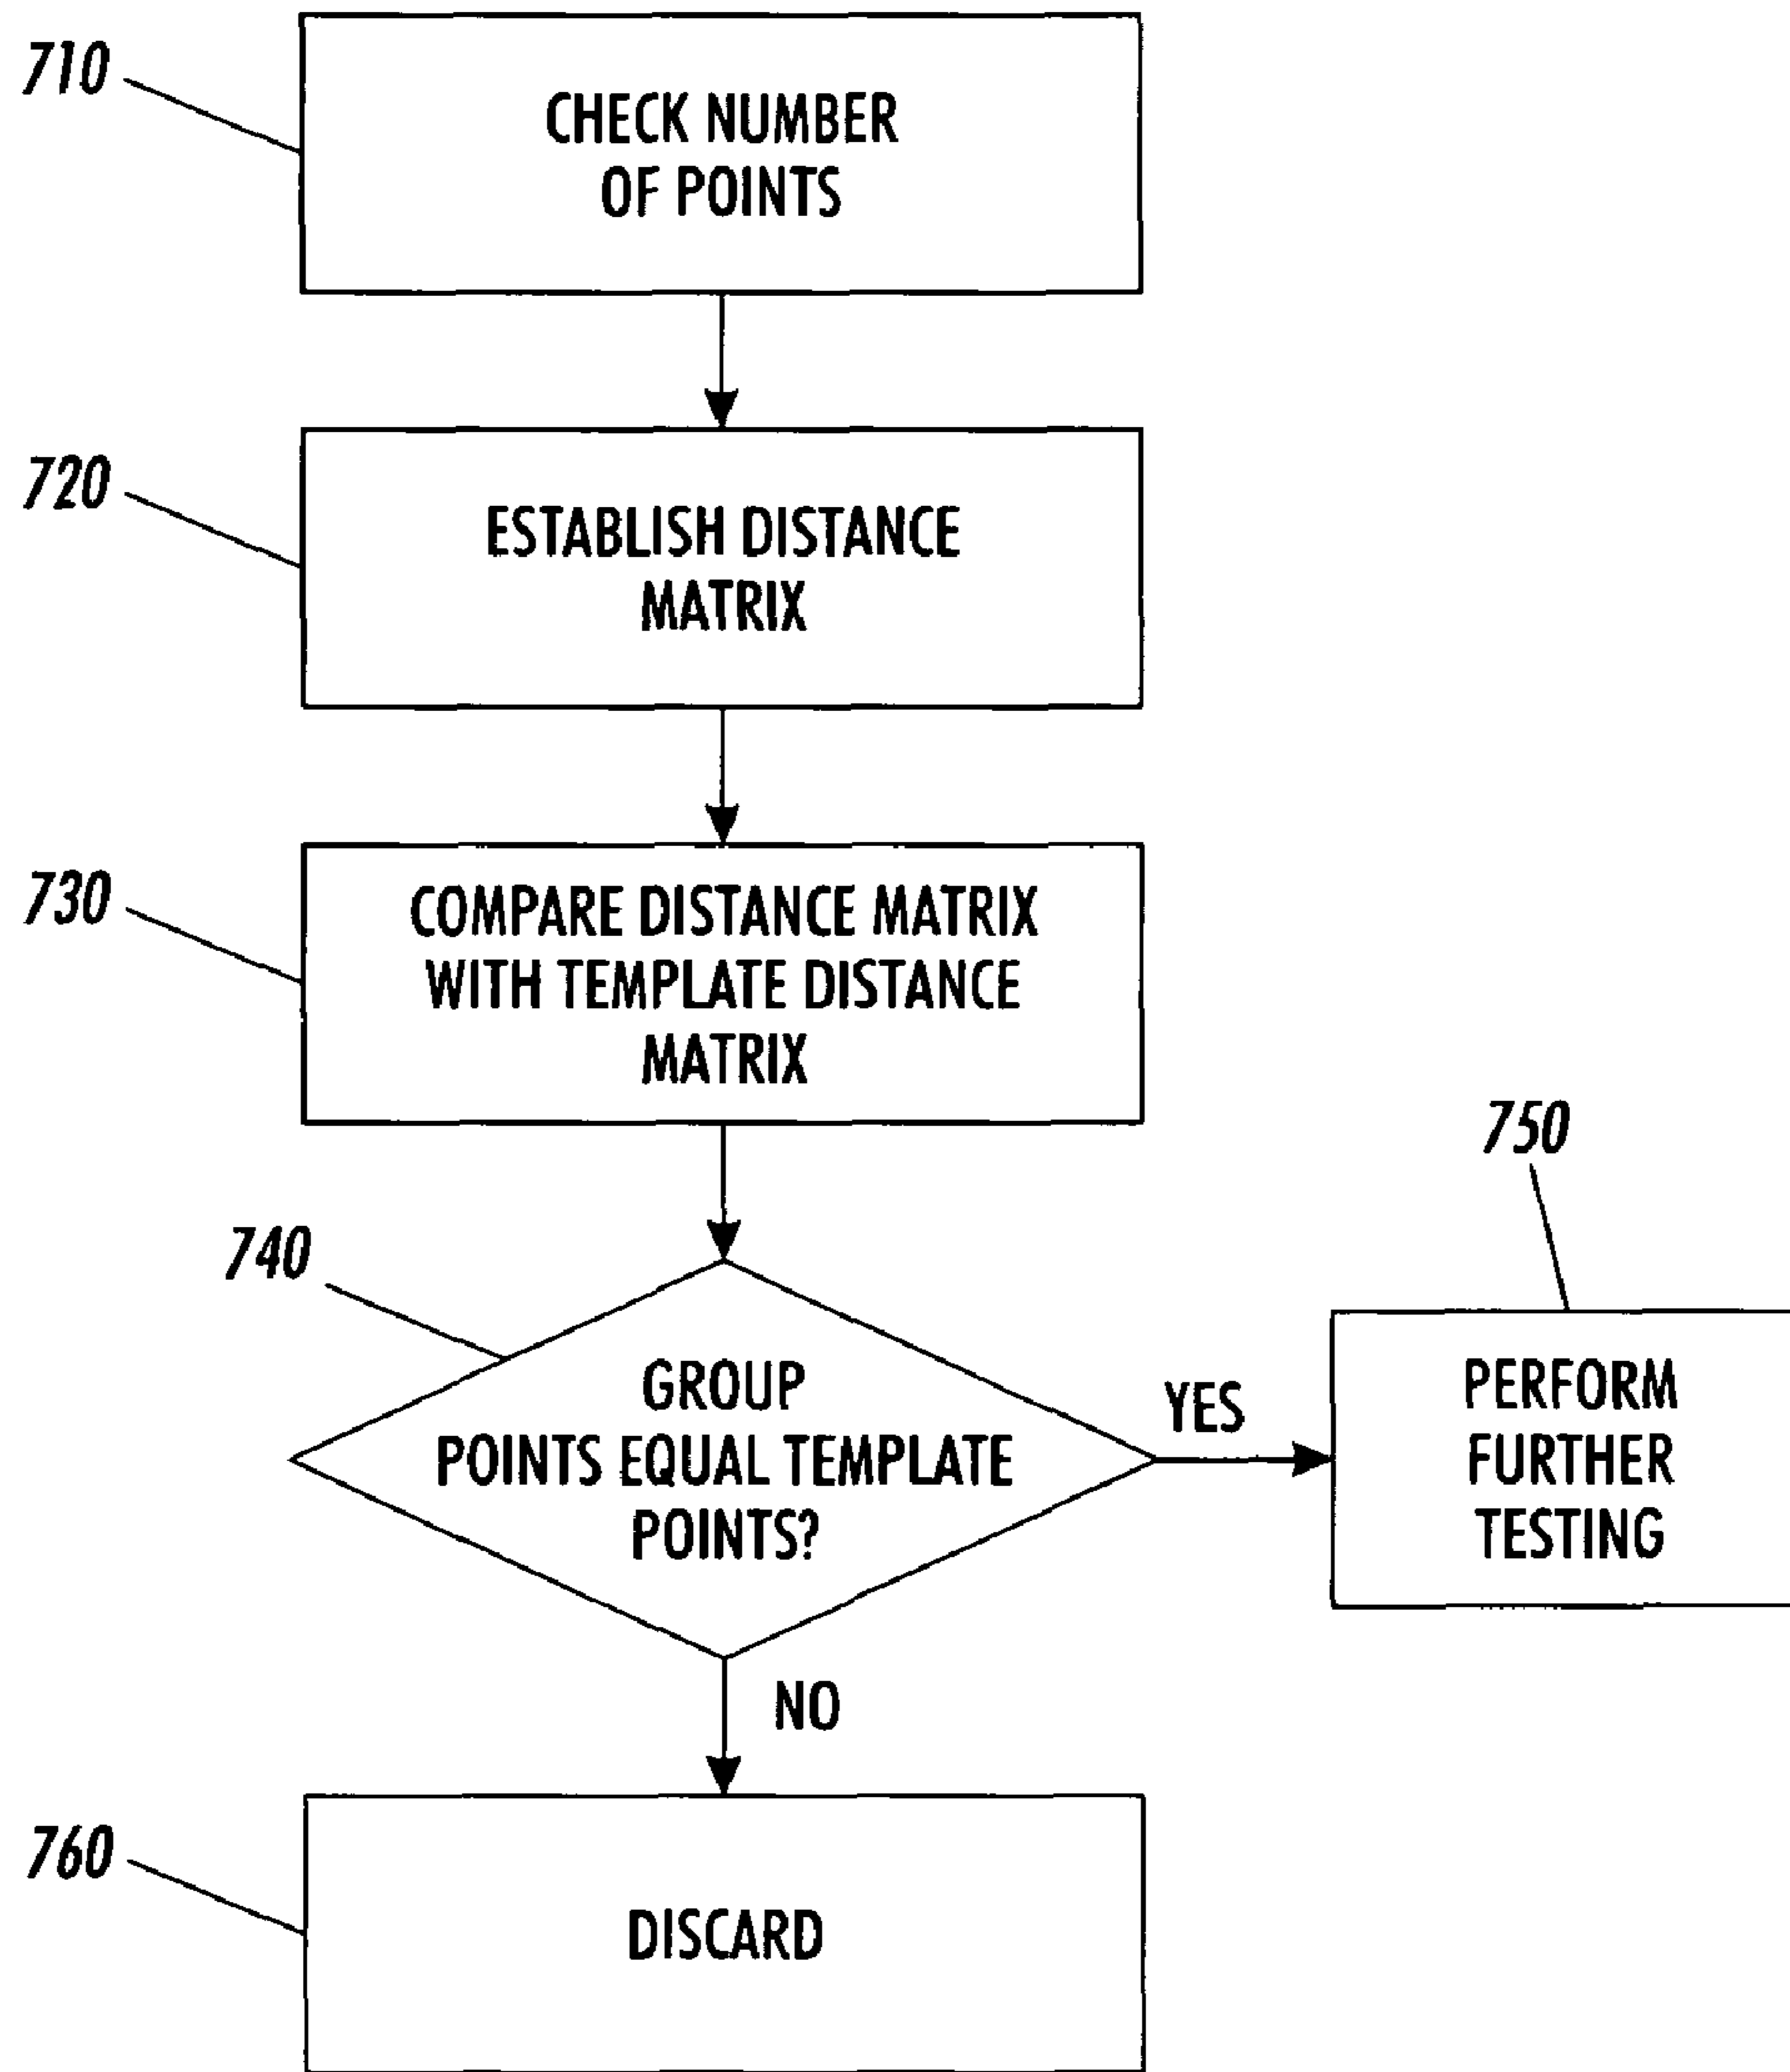 710
CHECK NUMBER
OF POINTS
720
ESTABLISH DISTANCE
MATRIX
730
COMPARE DISTANCE MATRIX
WITH TEMPLATE DISTANCE
MATRIX
740
GROUP
POINTS EQUAL TEMPLATE
POINTS?
YES
750
PERFORM
FURTHER
TESTING
NO
760
DISCARD